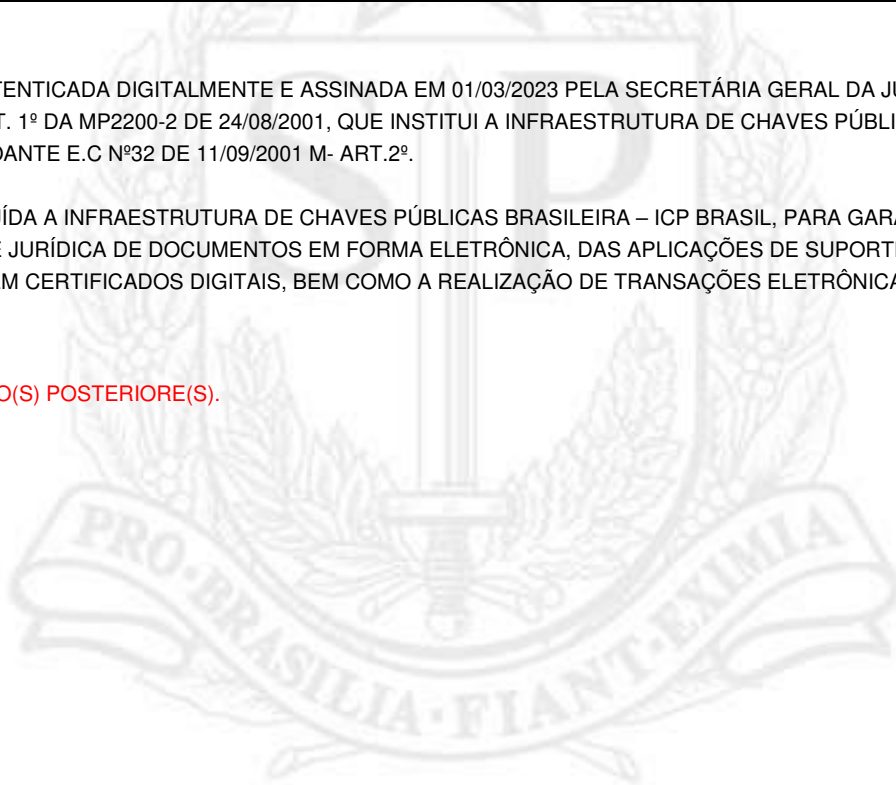 TENTICADA DIGITALMENTE E ASSINADA EM 01/03/2023 PELA SECRETÁRIA GERAL DA JU
T. 1º DA MP2200-2 DE 24/08/2001, QUE INSTITUI A INFRAESTRUTURA DE CHAVES PÚBLI
DANTE E.C Nº32 DE 11/09/2001 M- ART.2º.
ÍDA A INFRAESTRUTURA DE CHAVES PÚBLICAS BRASILEIRA – ICP BRASIL, PARA GARA
E JURÍDICA DE DOCUMENTOS EM FORMA ELETRÔNICA, DAS APLICAÇÕES DE SUPORT
EM CERTIFICADOS DIGITAIS, BEM COMO A REALIZAÇÃO DE TRANSAÇÕES ELETRÔNICA
O(S) POSTERIORE(S).
S P
PRO·BRASILIA·FIANT·EXIMIA